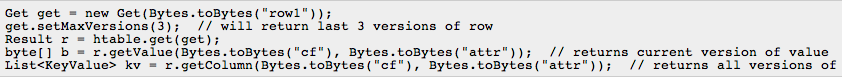 Get get = new Get(Bytes.toBytes("row1"));
get.setMaxVersions(3);  // will return last 3 versions of row
Result r = htable.get(get);
byte[] b = r.getValue(Bytes.toBytes("cf"), Bytes.toBytes("attr"));  // returns current version of value
List<KeyValue> kv = r.getColumn(Bytes.toBytes("cf"), Bytes.toBytes("attr"));  // returns all versions of